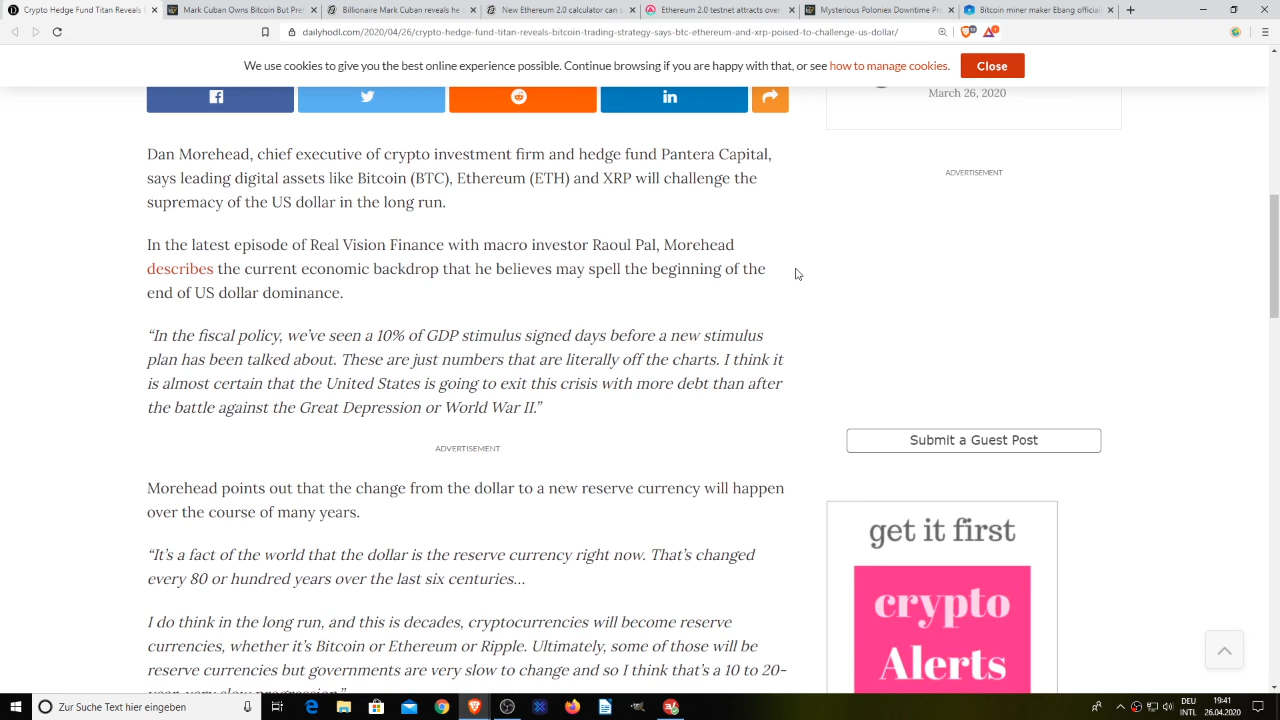 Crypto Hedge Fund Titan Reveals
Mark Cuban Owns Bitcoin But Pref
Billionaire Mark Cuban reveals he
New Ethereum 2.0 calculator can s
Ethereum 2.0 testnet attracts over
Mysterious Poloniex Downtime D
Bitcoin miner maker Ebang official
dailyhodl.com/2020/04/26/crypto-hedge-fund-titan-reveals-bitcoin-trading-strategy-says-btc-ethereum-and-xrp-poised-to-challenge-us-dollar/
We use cookies to give you the best online experience possible. Continue browsing if you are happy with that, or see how to manage cookies.
Close
March 26, 2020
ADVERTISEMENT
Dan Morehead, chief executive of crypto investment firm and hedge fund Pantera Capital,
says leading digital assets like Bitcoin (BTC), Ethereum (ETH) and XRP will challenge the
supremacy of the US dollar in the long run.
In the latest episode of Real Vision Finance with macro investor Raoul Pal, Morehead
describes the current economic backdrop that he believes may spell the beginning of the
end of US dollar dominance.
“In the fiscal policy, we’ve seen a 10% of GDP stimulus signed days before a new stimulus
plan has been talked about. These are just numbers that are literally off the charts. I think it
is almost certain that the United States is going to exit this crisis with more debt than after
the battle against the Great Depression or World War II.”
ADVERTISEMENT
Morehead points out that the change from the dollar to a new reserve currency will happen
over the course of many years.
“It’s a fact of the world that the dollar is the reserve currency right now. That’s changed
every 80 or hundred years over the last six centuries…
I do think in the long run, and this is decades, cryptocurrencies will become reserve
currencies, whether it’s Bitcoin or Ethereum or Ripple. Ultimately, some of those will be
reserve currencies but governments are very slow to change and so I think that’s a 10 to 20-
year, very slow progression.”
Submit a Guest Post
get it first
crypto
Alerts
Zur Suche Text hier eingeben
DEU
INTL
19:41
26.04.2020